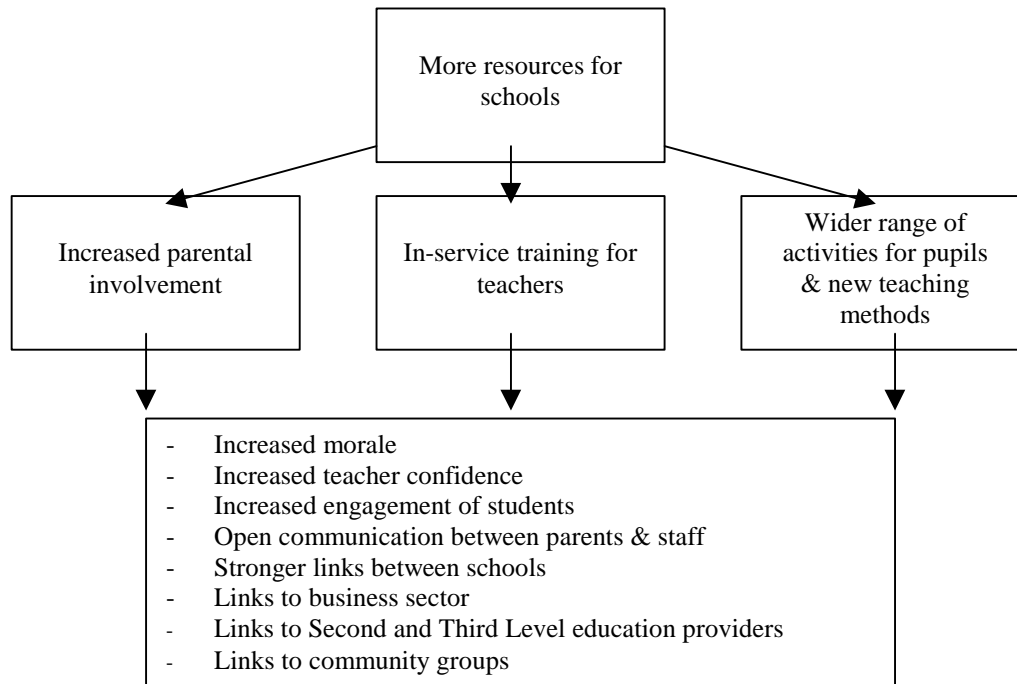 More resources for
schools
Increased parental
involvement
In-service training for
teachers
Wider range of
activities for pupils
& new teaching
methods
- Increased morale
- Increased teacher confidence
- Increased engagement of students
- Open communication between parents & staff
- Stronger links between schools
- Links to business sector
- Links to Second and Third Level education providers
- Links to community groups